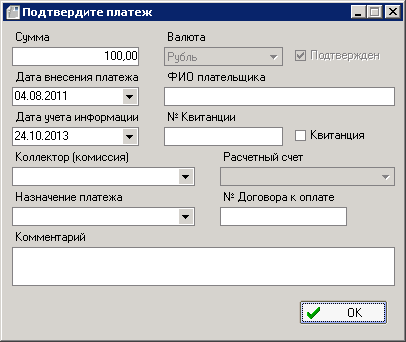 Подтвердите платеж
Сумма Валюта
100,00 Рубль Подтвержден
Дата внесения платежа ФИО плательщика
04.08.2011
Дата учета информации № Квитанции
24.10.2013 Квитанция
Коллектор (комиссия) Расчетный счет
Назначение платежа № Договора к оплате
Комментарий
OK